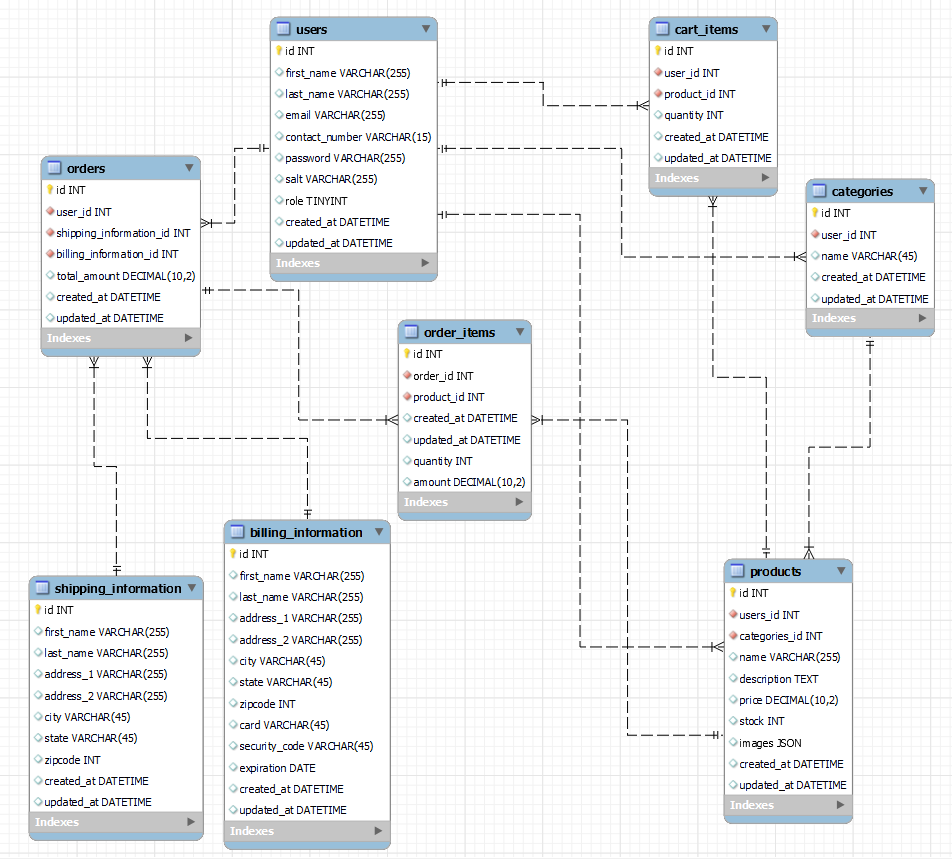 users
id INT
first_name VARCHAR(255)
last_name VARCHAR(255)
email VARCHAR(255)
contact_number VARCHAR(15)
password VARCHAR(255)
salt VARCHAR(255)
role TINYINT
created_at DATETIME
updated_at DATETIME
Indexes
cart_items
id INT
user_id INT
product_id INT
quantity INT
created_at DATETIME
updated_at DATETIME
Indexes
orders
id INT
user_id INT
shipping_information_id INT
billing_information_id INT
total_amount DECIMAL(10,2)
created_at DATETIME
updated_at DATETIME
Indexes
categories
id INT
user_id INT
name VARCHAR(45)
created_at DATETIME
updated_at DATETIME
Indexes
order_items
id INT
order_id INT
product_id INT
created_at DATETIME
updated_at DATETIME
quantity INT
amount DECIMAL(10,2)
Indexes
billing_information
id INT
first_name VARCHAR(255)
last_name VARCHAR(255)
address_1 VARCHAR(255)
address_2 VARCHAR(255)
city VARCHAR(45)
state VARCHAR(45)
zipcode INT
card VARCHAR(45)
security_code VARCHAR(45)
expiration DATE
created_at DATETIME
updated_at DATETIME
Indexes
shipping_information
id INT
first_name VARCHAR(255)
last_name VARCHAR(255)
address_1 VARCHAR(255)
address_2 VARCHAR(255)
city VARCHAR(45)
state VARCHAR(45)
zipcode INT
created_at DATETIME
updated_at DATETIME
Indexes
products
id INT
users_id INT
categories_id INT
name VARCHAR(255)
description TEXT
price DECIMAL(10,2)
stock INT
images JSON
created_at DATETIME
updated_at DATETIME
Indexes